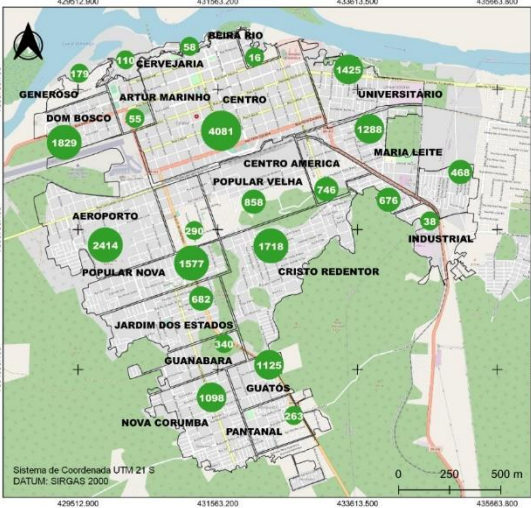 429512.900 431563.200 433613.500 435663.800
58 BEIRA RIO
110 16
CERVEJARIA
179 1425
GENEROSO ARTUR MARINHO CENTRO UNIVERSITARIO
DOM BOSCO 55
1829 4081 1288
CENTRO AMERICA MARIA LEITE
POPULAR VELHA 746 468
858 676
AEROPORTO 38
290 INDUSTRIAL
2414 1718
POPULAR NOVA 1577 CRISTO REDENTOR
682
JARDIM DOS ESTADOS
340
GUANABARA 1125
GUATÓS
1098
NOVA CORUMBA 263
PANTANAL
Sistema de Coordenada UTM 21 S
DATUM: SIRGAS 2000
0 250 500 m
429512.900 431563.200 433613.500 435663.800